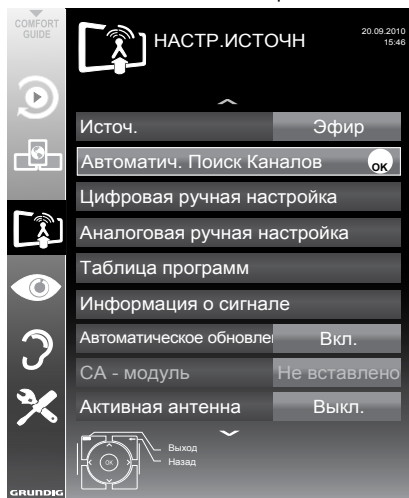 COMFORT
GUIDE
НАСТР.ИСТОЧН
20.09.2010
15:46
Источ. Эфир
Автоматич. Поиск Каналов OK
Цифровая ручная настройка
Аналоговая ручная настройка
Таблица программ
Информация о сигнале
Автоматическое обновле Вкл.
CA - модуль Не вставлено
Активная антенна Выкл.
Выход
Назад
OK
GRUNDIG